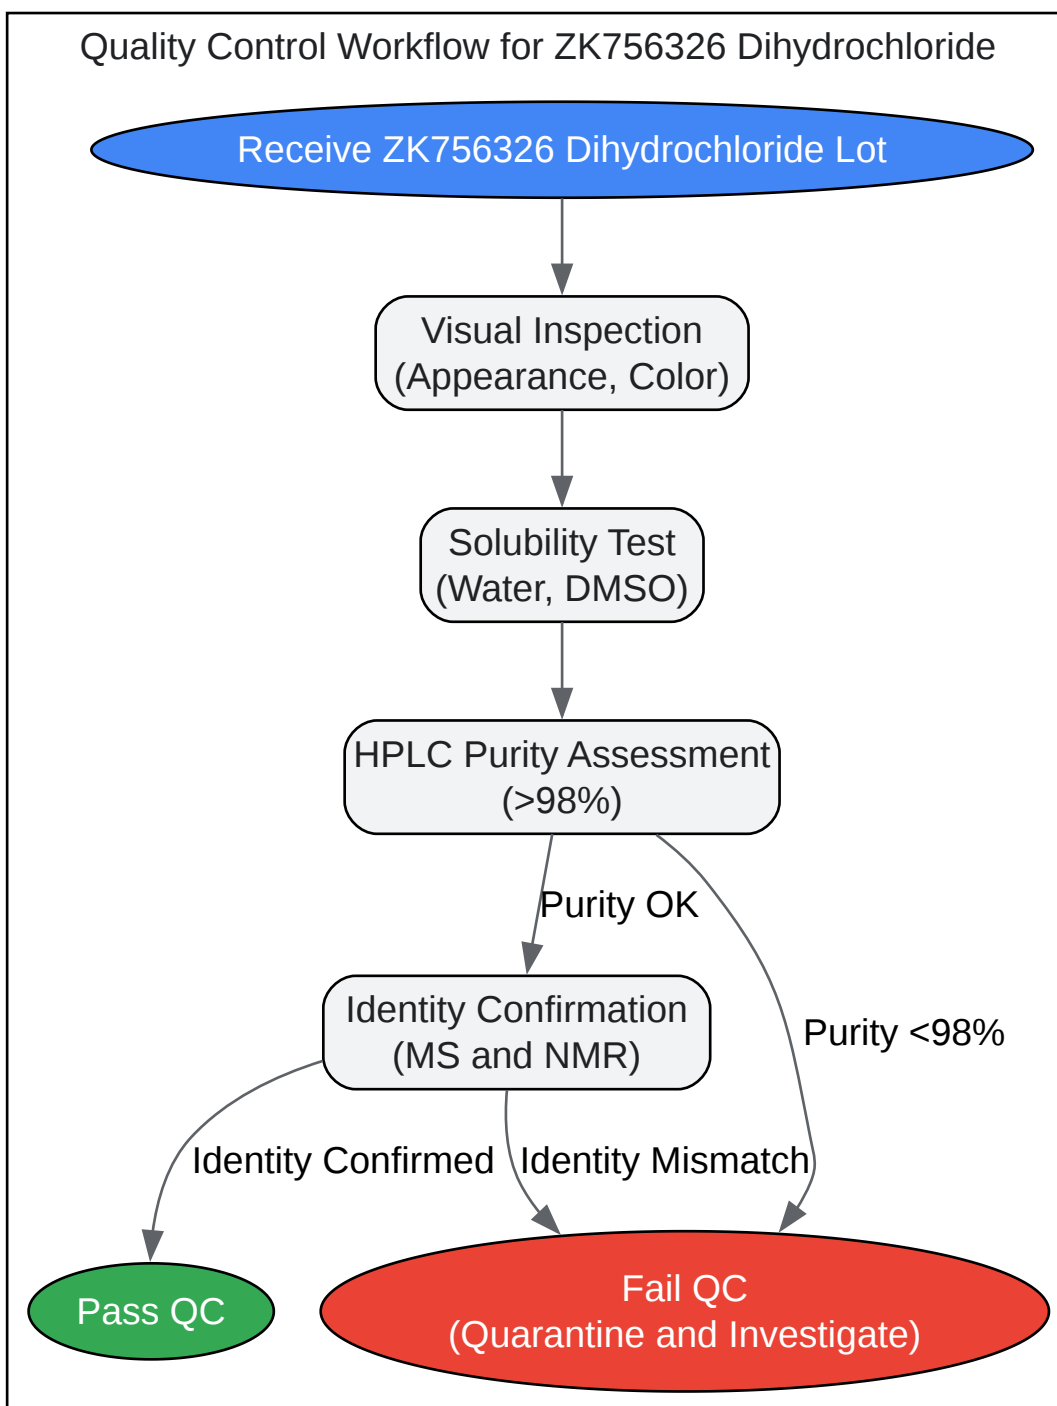 Quality Control Workflow for ZK756326 Dihydrochloride
Receive ZK756326 Dihydrochloride Lot
Visual Inspection
(Appearance, Color)
Solubility Test
(Water, DMSO)
HPLC Purity Assessment
(>98%)
Purity OK
Identity Confirmation
(MS and NMR)
Purity <98%
Identity Confirmed
Identity Mismatch
Pass QC
Fail QC
(Quarantine and Investigate)